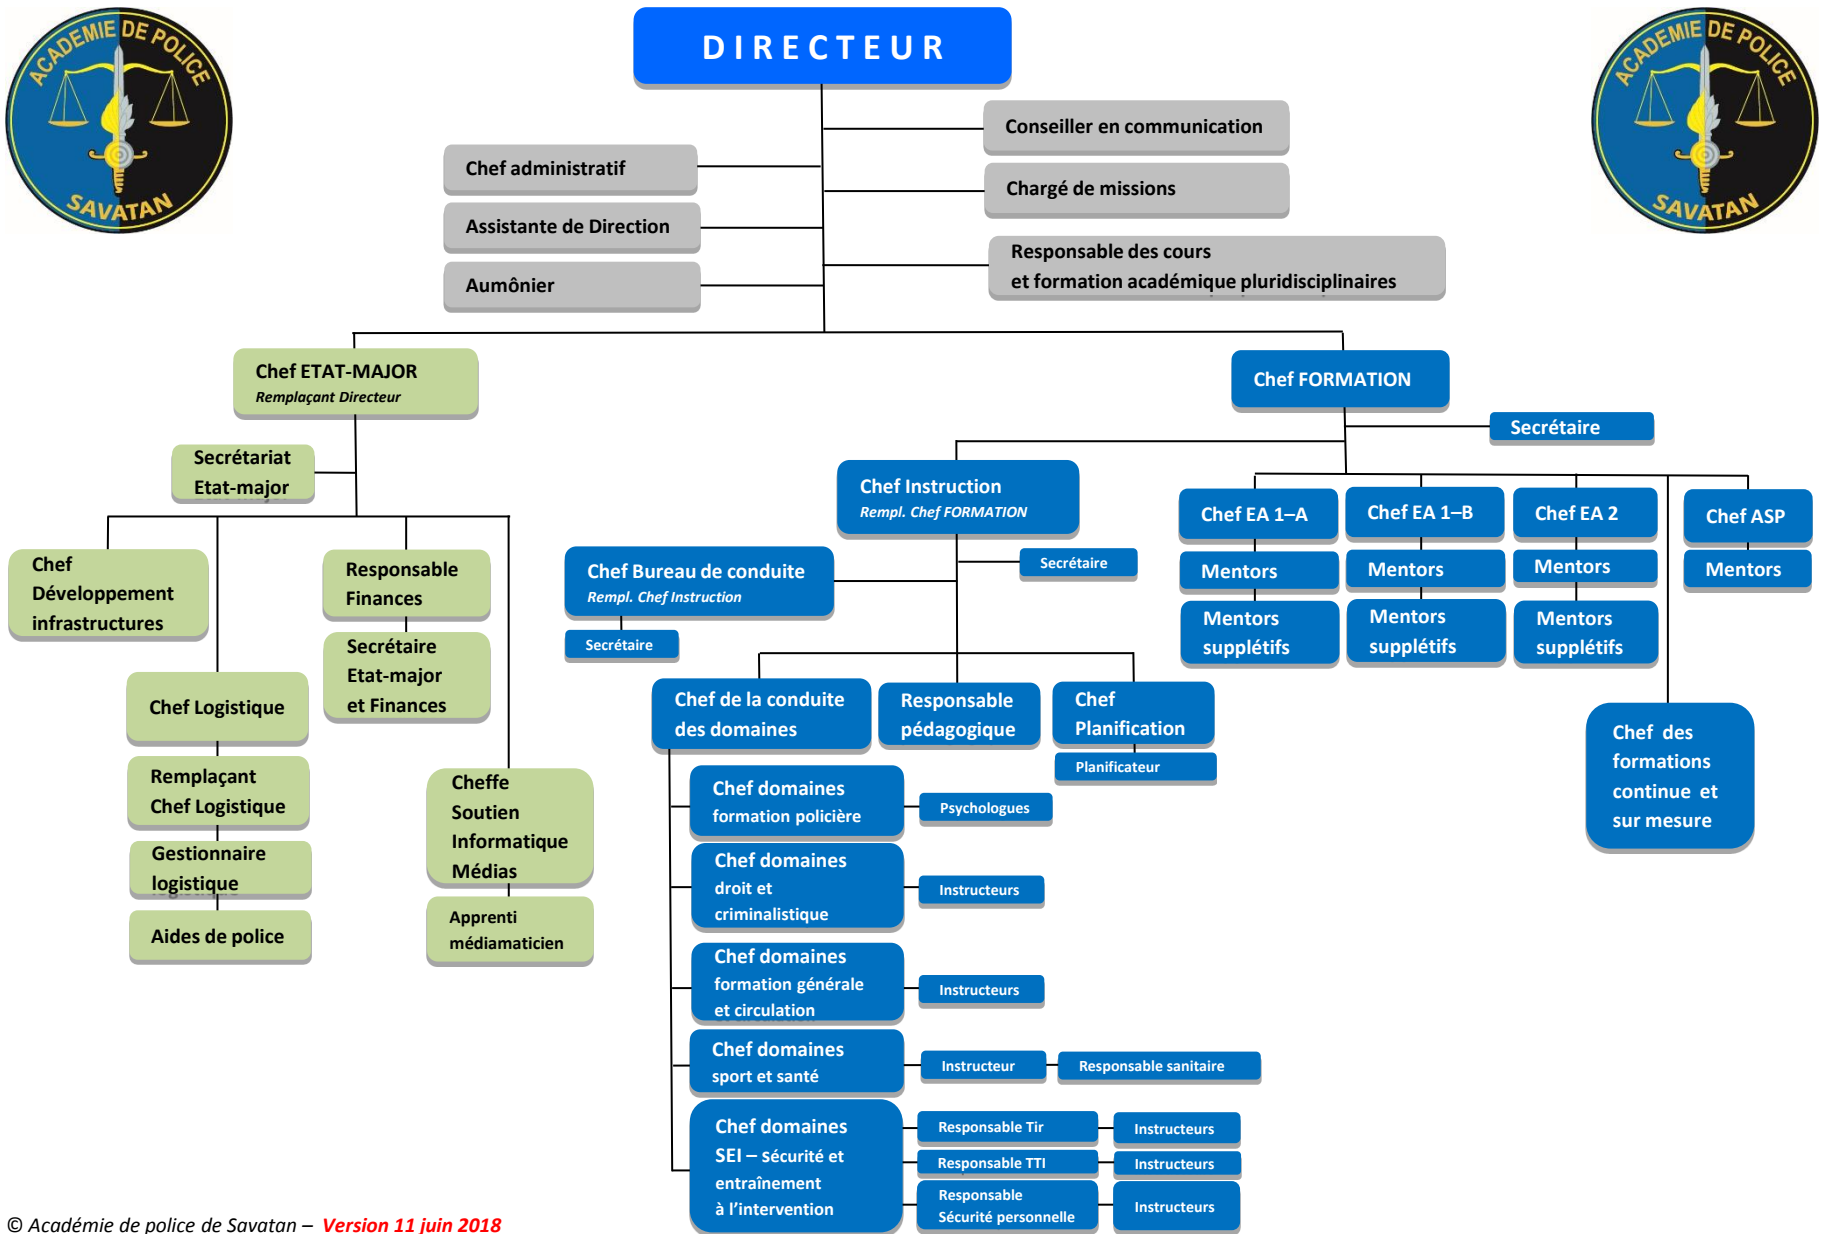 ACADEMIE DE POLICE
SAVATAN
DIRECTEUR
ACADEMIE DE POLICE
SAVATAN
Conseiller en communication
Chef administratif
Chargé de missions
Assistante de Direction
Responsable des cours
et formation académique pluridisciplinaires
Aumônier
Chef ETAT-MAJOR
Remplaçant Directeur
Chef FORMATION
Secrétaire
Secrétariat
Etat-major
Chef Instruction
Rempl. Chef FORMATION
Chef EA 1–A
Chef EA 1–B
Chef EA 2
Chef ASP
Mentors
Mentors
Mentors
Mentors
Mentors
supplétifs
Mentors
supplétifs
Mentors
supplétifs
Chef
Développement
infrastructures
Responsable
Finances
Secrétaire
Etat-major
et Finances
Chef Bureau de conduite
Rempl. Chef Instruction
Secrétaire
Secrétaire
Chef Logistique
Remplaçant
Chef Logistique
Gestionnaire
logistique
Aides de police
Cheffe
Soutien
Informatique
Médias
Apprenti
médiamaticien
Chef de la conduite
des domaines
Responsable
pédagogique
Chef
Planification
Planificateur
Chef des
formations
continue et
sur mesure
Chef domaines
formation policière
Psychologues
Chef domaines
droit et
criminalistique
Instructeurs
Chef domaines
formation générale
et circulation
Instructeurs
Chef domaines
sport et santé
Instructeur
Responsable sanitaire
Chef domaines
SEI – sécurité et
entraînement
à l'intervention
Responsable Tir
Instructeurs
Responsable TTI
Instructeurs
Responsable
Sécurité personnelle
Instructeurs
© Académie de police de Savatan – Version 11 juin 2018